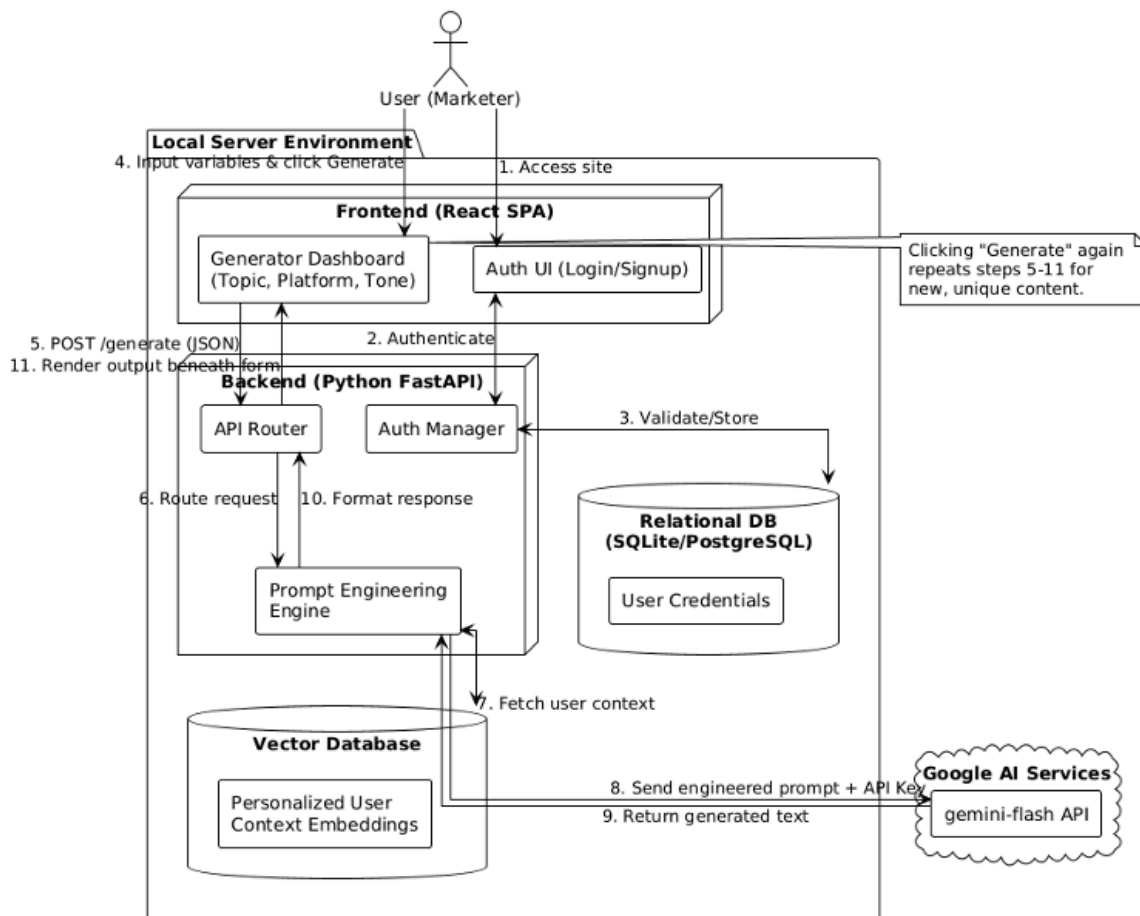 User (Marketer)
Local Server Environment
4. Input variables & click Generate
1. Access site
Frontend (React SPA)
Generator Dashboard
(Topic, Platform, Tone)
Auth UI (Login/Signup)
Clicking "Generate" again
repeats steps 5-11 for
new, unique content.
5. POST /generate (JSON)
2. Authenticate
11. Render output beneath form
Backend (Python FastAPI)
API Router
Auth Manager
3. Validate/Store
6. Route request
10. Format response
Relational DB
(SQLite/PostgreSQL)
User Credentials
Prompt Engineering
Engine
7. Fetch user context
Vector Database
Personalized User
Context Embeddings
Google AI Services
8. Send engineered prompt + API Key
9. Return generated text
gemini-flash API